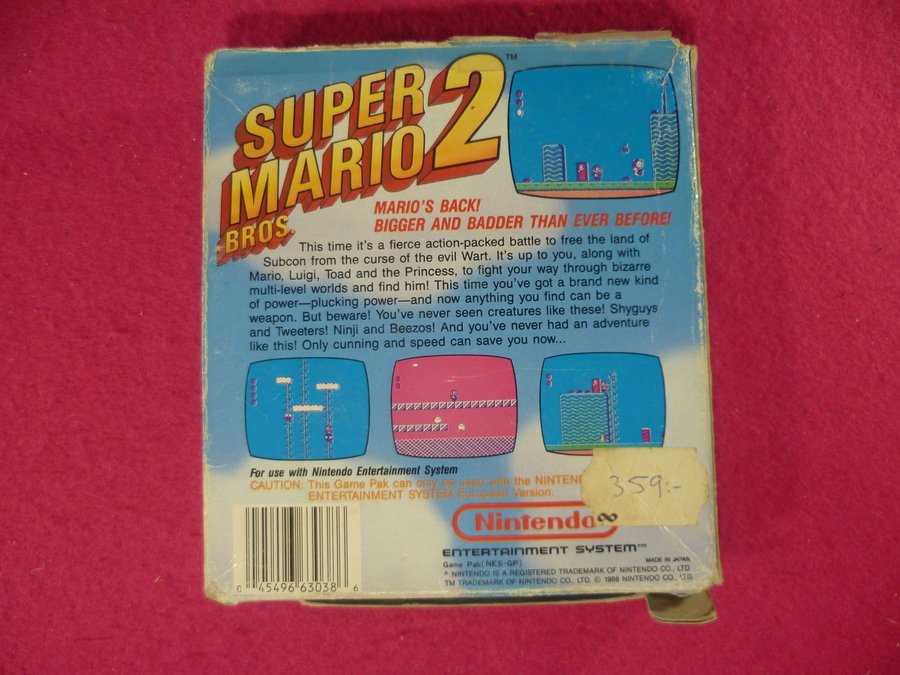 SUPER
MARIO
BROS. 2™
MARIO'S BACK!
BIGGER AND BADDER THAN EVER BEFORE!
This time it's a fierce action-packed battle to free the land of
Subcon from the curse of the evil Wart. It's up to you, along with
Mario, Luigi, Toad and the Princess, to fight your way through bizarre
multi-level worlds and find him! This time you've got a brand new kind
of power—plucking power—and now anything you find can be a
weapon. But beware! You've never seen creatures like these! Shyguys
and Tweeters! Ninji and Beezos! And you've never had an adventure
like this! Only cunning and speed can save you now...
For use with Nintendo Entertainment System
CAUTION: This Game Pak can only be used with the NINTEN
ENTERTAINMENT SYSTEM European Version.
359:-
Nintendo
ENTERTAINMENT SYSTEM™
Game Pak(NES-GP)
MADE IN JAPAN
* NINTENDO IS A REGISTERED TRADEMARK OF NINTENDO CO., LTD
TM TRADEMARK OF NINTENDO CO., LTD. © 1988 NINTENDO CO., LTD.
0 45496 63038 6